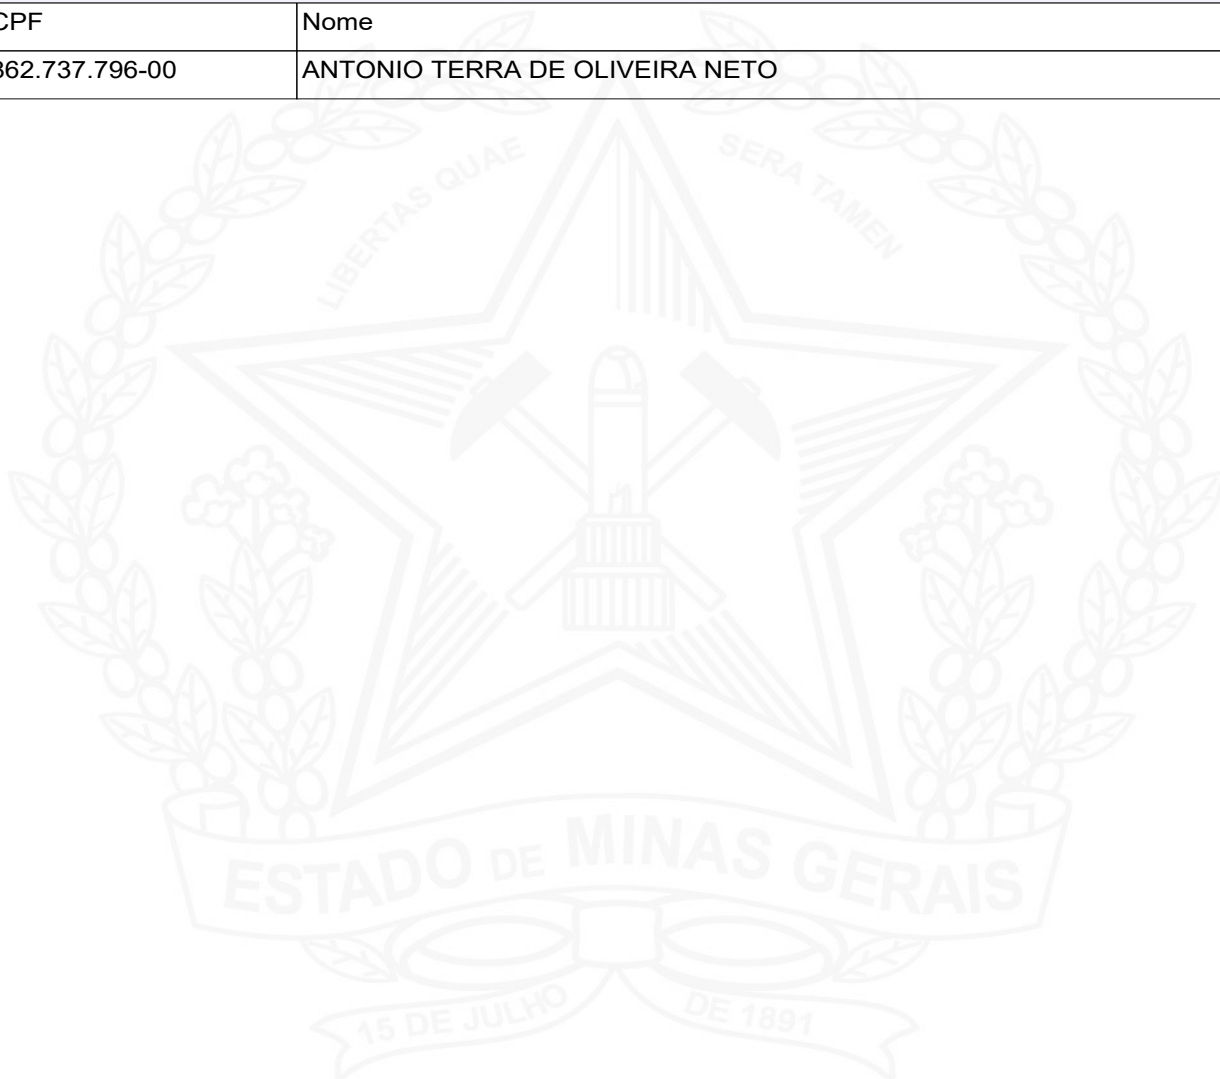 CPF Nome
862.737.796-00 ANTONIO TERRA DE OLIVEIRA NETO
LIBERTAS QUAE SERA TAMEN
ESTADO DE MINAS GERAIS
15 DE JULHO DE 1891